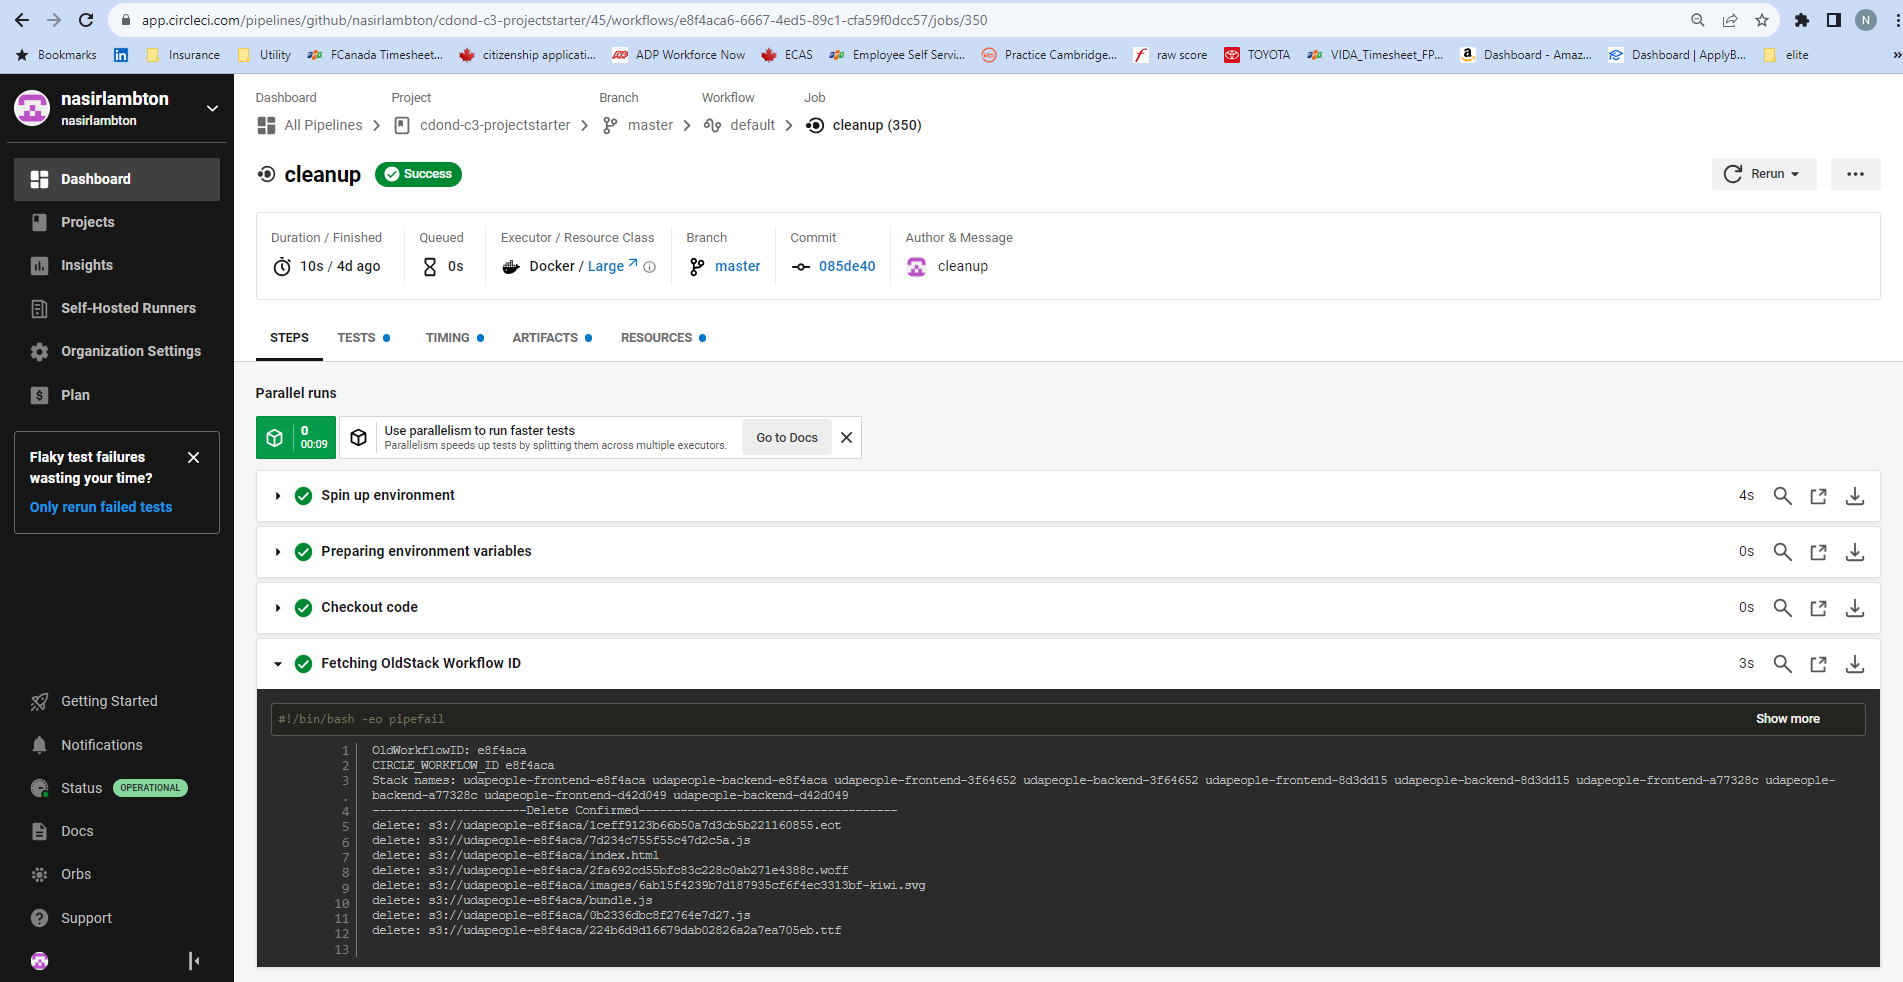 app.circleci.com/pipelines/github/nasirlambton/cdond-c3-projectstarter/45/workflows/e8f4aca6-6667-4ed5-89c1-cfa59f0dcc57/jobs/350
N
Bookmarks Insurance Utility FCanada Timesheet... citizenship applicati... ADP Workforce Now ECAS Employee Self Servi... Practice Cambridge... raw score TOYOTA VIDA_Timesheet_FP... Dashboard - Amaz... Dashboard | ApplyB... elite »
nasirlambton
nasirlambton
Dashboard
Projects
Insights
Self-Hosted Runners
Organization Settings
Plan
Flaky test failures
wasting your time?
Only rerun failed tests
Getting Started
Notifications
Status OPERATIONAL
Docs
Orbs
Support
Dashboard Project Branch Workflow Job
All Pipelines cdond-c3-projectstarter master default cleanup (350)
cleanup Success
Rerun
Duration / Finished Queued Executor / Resource Class Branch Commit Author & Message
10s / 4d ago 0s Docker / Large master 085de40 cleanup
STEPS TESTS TIMING ARTIFACTS RESOURCES
Parallel runs
0
00:09
Use parallelism to run faster tests
Parallelism speeds up tests by splitting them across multiple executors.
Go to Docs
Spin up environment 4s
Preparing environment variables 0s
Checkout code 0s
Fetching OldStack Workflow ID 3s
#!/bin/bash -eo pipefail Show more
1 OldWorkflowID: e8f4aca
2 CIRCLE_WORKFLOW_ID e8f4aca
3 Stack names: udapeople-frontend-e8f4aca udapeople-backend-e8f4aca udapeople-frontend-3f64652 udapeople-backend-3f64652 udapeople-frontend-8d3dd15 udapeople-backend-8d3dd15 udapeople-frontend-a77328c udapeople-
. backend-a77328c udapeople-frontend-d42d049 udapeople-backend-d42d049
4 ----------------------Delete Confirmed-------------------------------------
5 delete: s3://udapeople-e8f4aca/1ceff9123b66b50a7d3cb5b221160855.eot
6 delete: s3://udapeople-e8f4aca/7d234c755f55c47d2c5a.js
7 delete: s3://udapeople-e8f4aca/index.html
8 delete: s3://udapeople-e8f4aca/2fa692cd55bfc83c228c0ab271e4388c.woff
9 delete: s3://udapeople-e8f4aca/images/6ab15f4239b7d187935cf6f4ec3313bf-kiwi.svg
10 delete: s3://udapeople-e8f4aca/bundle.js
11 delete: s3://udapeople-e8f4aca/0b2336dbc8f2764e7d27.js
12 delete: s3://udapeople-e8f4aca/224b6d9d16679dab02826a2a7ea705eb.ttf
13